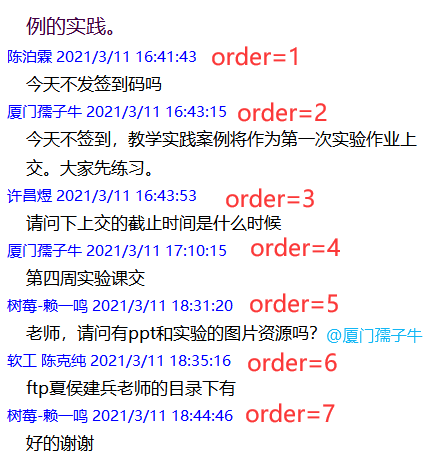 例的实践。
陈泊霖 2021/3/11 16:41:43 order=1
今天不发签到码吗
厦门孺子牛 2021/3/11 16:43:15 order=2
今天不签到，教学实践案例将作为第一次实验作业上
交。大家先练习。
许昌煜 2021/3/11 16:43:53 order=3
请问下上交的截止时间是什么时候
厦门孺子牛 2021/3/11 17:10:15 order=4
第四周实验课交
树莓-赖一鸣 2021/3/11 18:31:20 order=5
老师，请问有ppt和实验的图片资源吗？@厦门孺子牛
软工 陈克纯 2021/3/11 18:35:16 order=6
ftp夏侯建兵老师的目录下有
树莓-赖一鸣 2021/3/11 18:44:46 order=7
好的谢谢